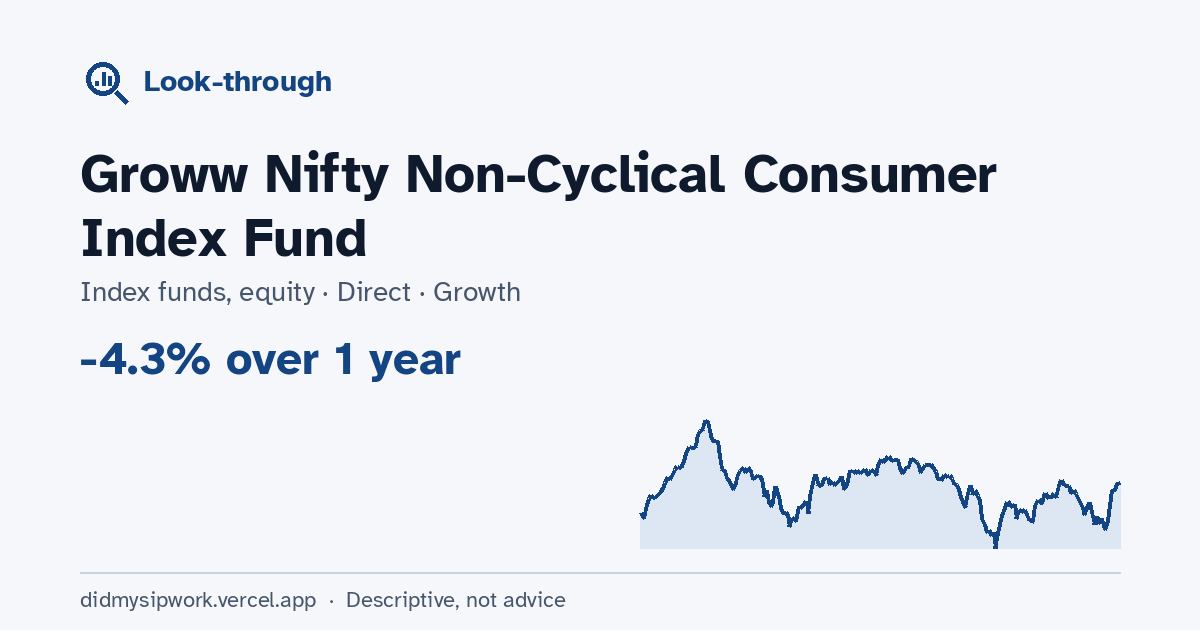 Look-through
Groww Nifty Non-Cyclical Consumer
Index Fund
Index funds, equity · Direct · Growth
-4.3% over 1 year
didmysipwork.vercel.app · Descriptive, not advice